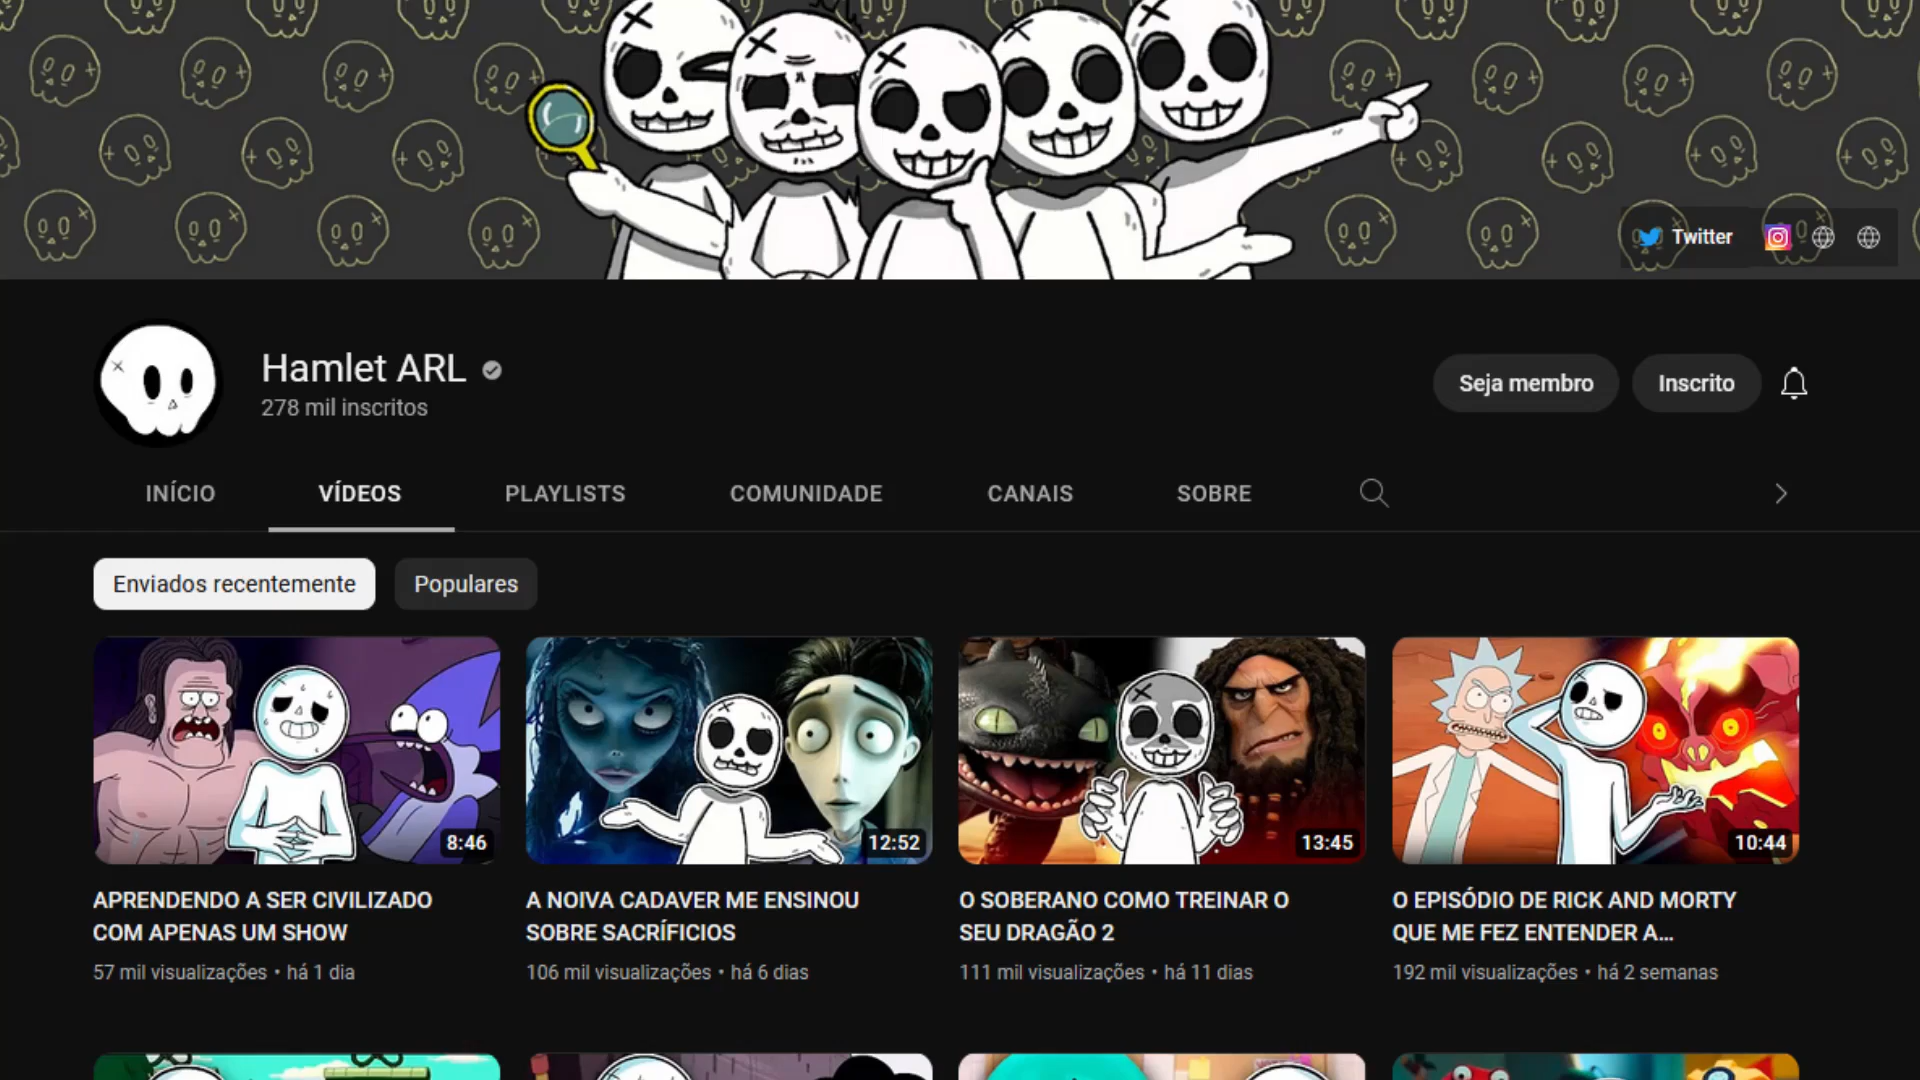 Twitter
Hamlet ARL
278 mil inscritos
Seja membro
Inscrito
INÍCIO
VÍDEOS
PLAYLISTS
COMUNIDADE
CANAIS
SOBRE
Enviados recentemente
Populares
8:46
12:52
13:45
10:44
APRENDENDO A SER CIVILIZADO
COM APENAS UM SHOW
57 mil visualizações • há 1 dia
A NOIVA CADAVER ME ENSINOU
SOBRE SACRÍFICIOS
106 mil visualizações • há 6 dias
O SOBERANO COMO TREINAR O
SEU DRAGÃO 2
111 mil visualizações • há 11 dias
O EPISÓDIO DE RICK AND MORTY
QUE ME FEZ ENTENDER A...
192 mil visualizações • há 2 semanas